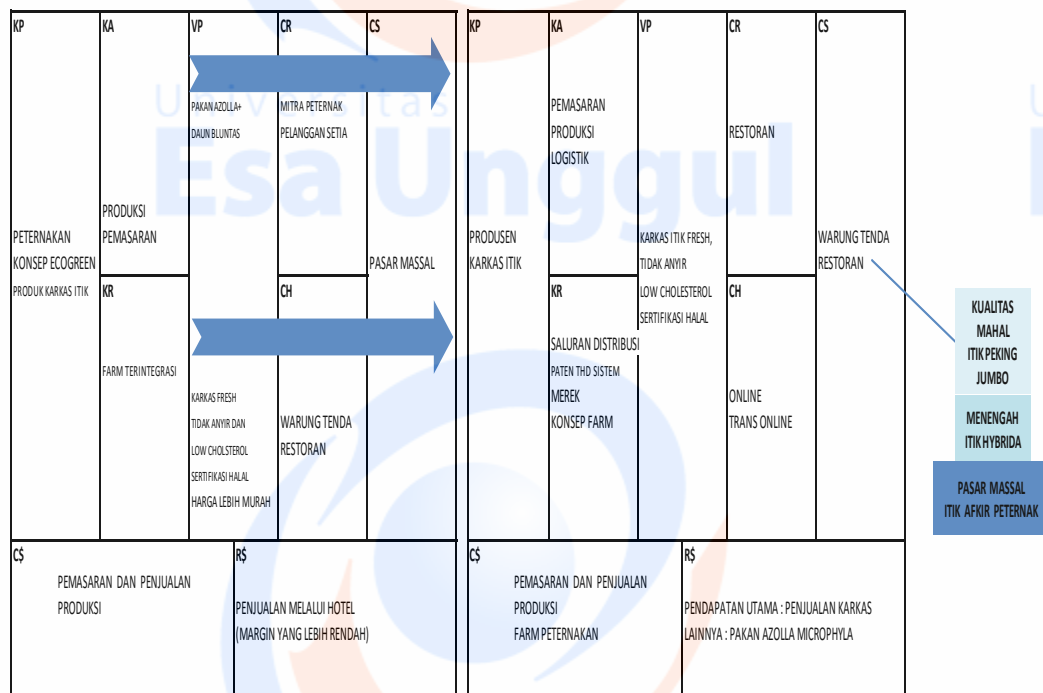 KP
PETERNAKAN
KONSEP ECOGREEN
PRODUK KARKAS ITIK
KA
PRODUKSI
PEMASARAN
KR
FARM TERINTEGRASI
VP
PAKAN AZOLLA+
DAUN BLUNTAS
KARKAS FRESH
TIDAK ANYIR DAN
LOW CHOLSTEROL
SERTIFIKASI HALAL
HARGA LEBIH MURAH
CR
MITRA PETERNAK
PELANGGAN SETIA
CH
WARUNG TENDA
RESTORAN
CS
PASAR MASSAL
C$
PEMASARAN DAN PENJUALAN
PRODUKSI
R$
PENJUALAN MELALUI HOTEL
(MARGIN YANG LEBIH RENDAH)
KP
PRODUSEN
KARKAS ITIK
KA
PEMASARAN
PRODUKSI
LOGISTIK
KR
SALURAN DISTRIBUSI
PATEN THD SISTEM
MEREK
KONSEP FARM
VP
KARKAS ITIK FRESH,
TIDAK ANYIR
LOW CHOLESTEROL
SERTIFIKASI HALAL
CR
RESTORAN
CH
ONLINE
TRANS ONLINE
CS
WARUNG TENDA
RESTORAN
C$
PEMASARAN DAN PENJUALAN
PRODUKSI
FARM PETERNAKAN
R$
PENDAPATAN UTAMA : PENJUALAN KARKAS
LAINNYA : PAKAN AZOLLA MICROPHYLA
KUALITAS
MAHAL
ITIK PEKING
JUMBO
MENENGAH
ITIK HYBRIDA
PASAR MASSAL
ITIK AFKIR PETERNAK
Universitas
Esa Unggul